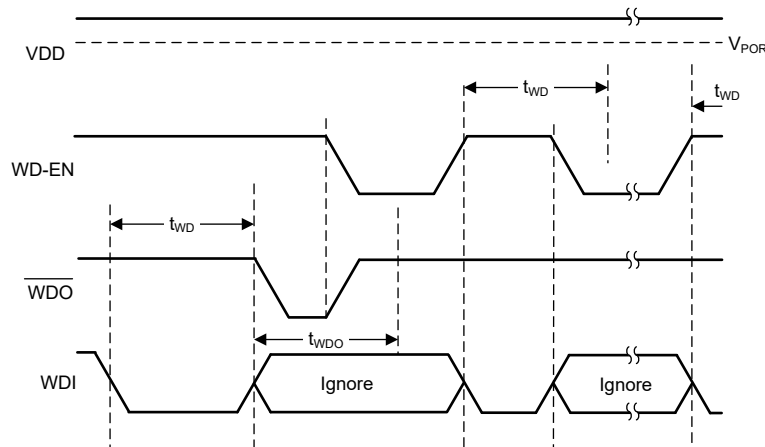 VDD
V_POR
t_WD
t_WD
WD-EN
t_WD
WDO
t_WDO
WDI
Ignore
Ignore